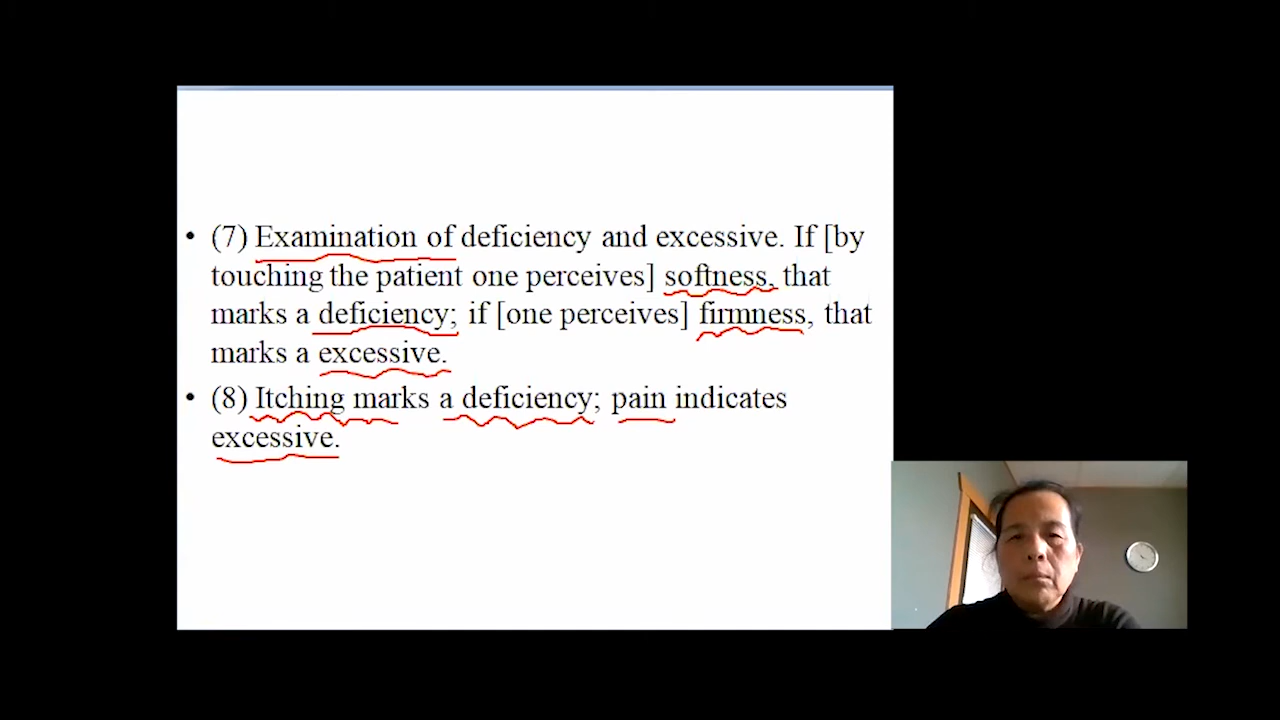 • (7) Examination of deficiency and excessive. If [by
touching the patient one perceives] softness, that
marks a deficiency; if [one perceives] firmness, that
marks a excessive.
• (8) Itching marks a deficiency; pain indicates
excessive.